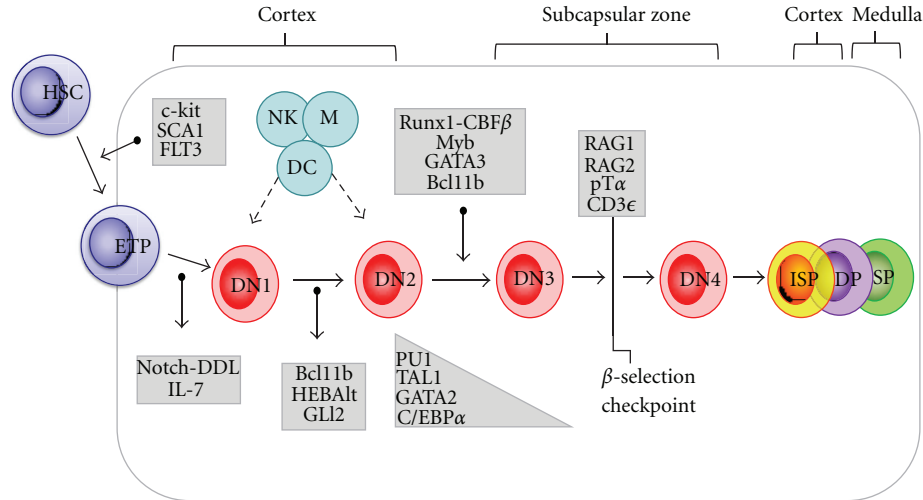 Cortex
Subcapsular zone
Cortex
Medulla
HSC
c-kit
SCA1
FLT3
NK
M
DC
Runx1-CBFβ
Myb
GATA3
Bcl11b
RAG1
RAG2
pTα
CD3ϵ
ETP
DN1
DN2
DN3
DN4
ISP
DP
SP
Notch-DDL
IL-7
Bcl11b
HEBAlt
GLl2
PU1
TAL1
GATA2
C/EBPα
β-selection
checkpoint